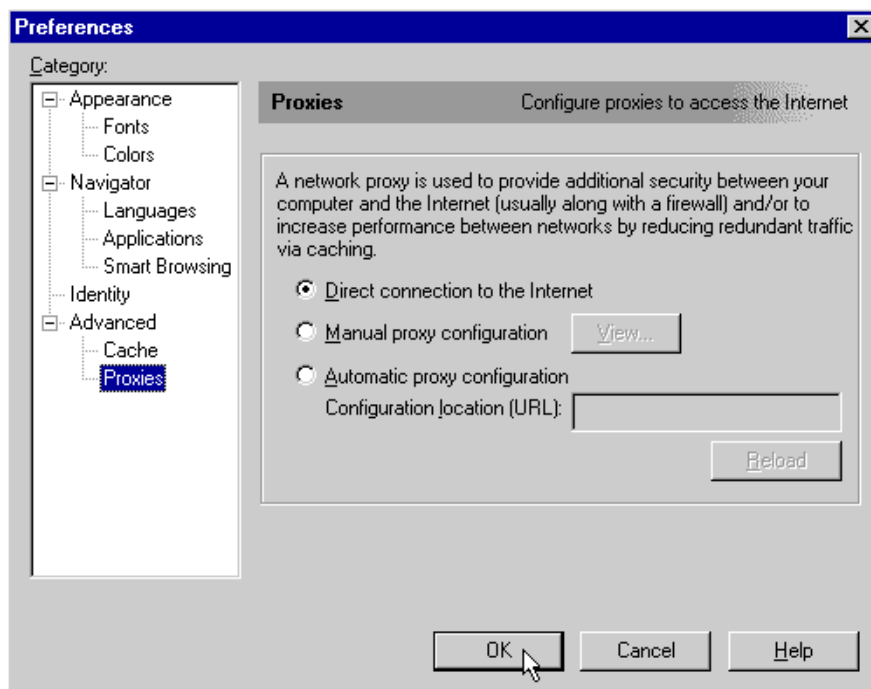 Preferences
Category:
Appearance
Fonts
Colors
Navigator
Languages
Applications
Smart Browsing
Identity
Advanced
Cache
Proxies
Proxies Configure proxies to access the Internet
A network proxy is used to provide additional security between your
computer and the Internet (usually along with a firewall) and/or to
increase performance between networks by reducing redundant traffic
via caching.
Direct connection to the Internet
Manual proxy configuration View...
Automatic proxy configuration
Configuration location (URL):
Reload
OK Cancel Help